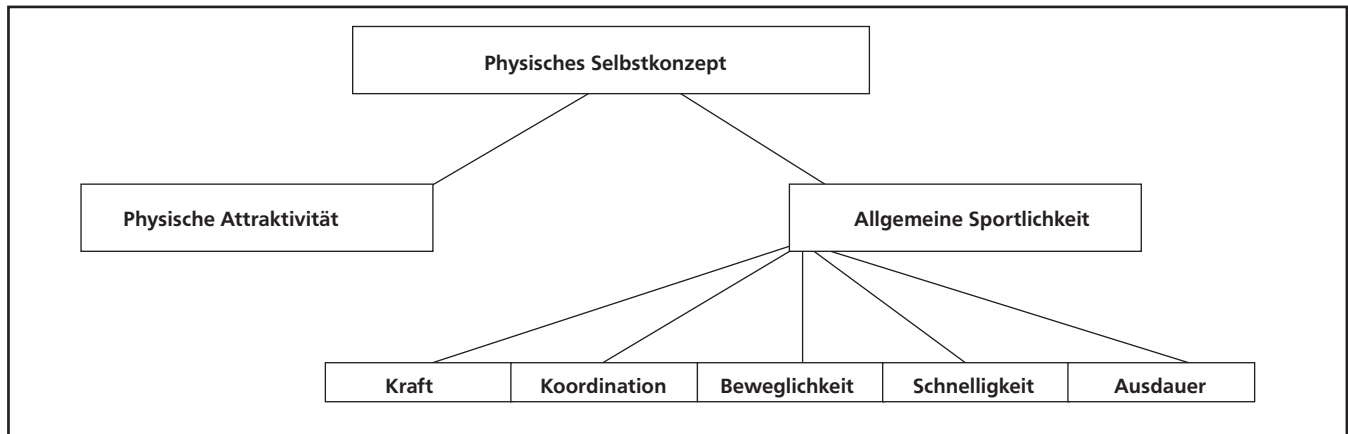 Physisches Selbstkonzept
Physische Attraktivität
Allgemeine Sportlichkeit
Kraft
Koordination
Beweglichkeit
Schnelligkeit
Ausdauer